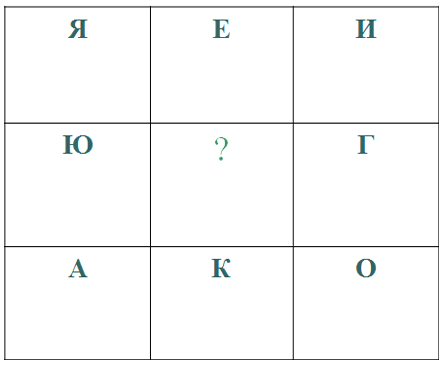 Я Е И
Ю ? Г
А К О